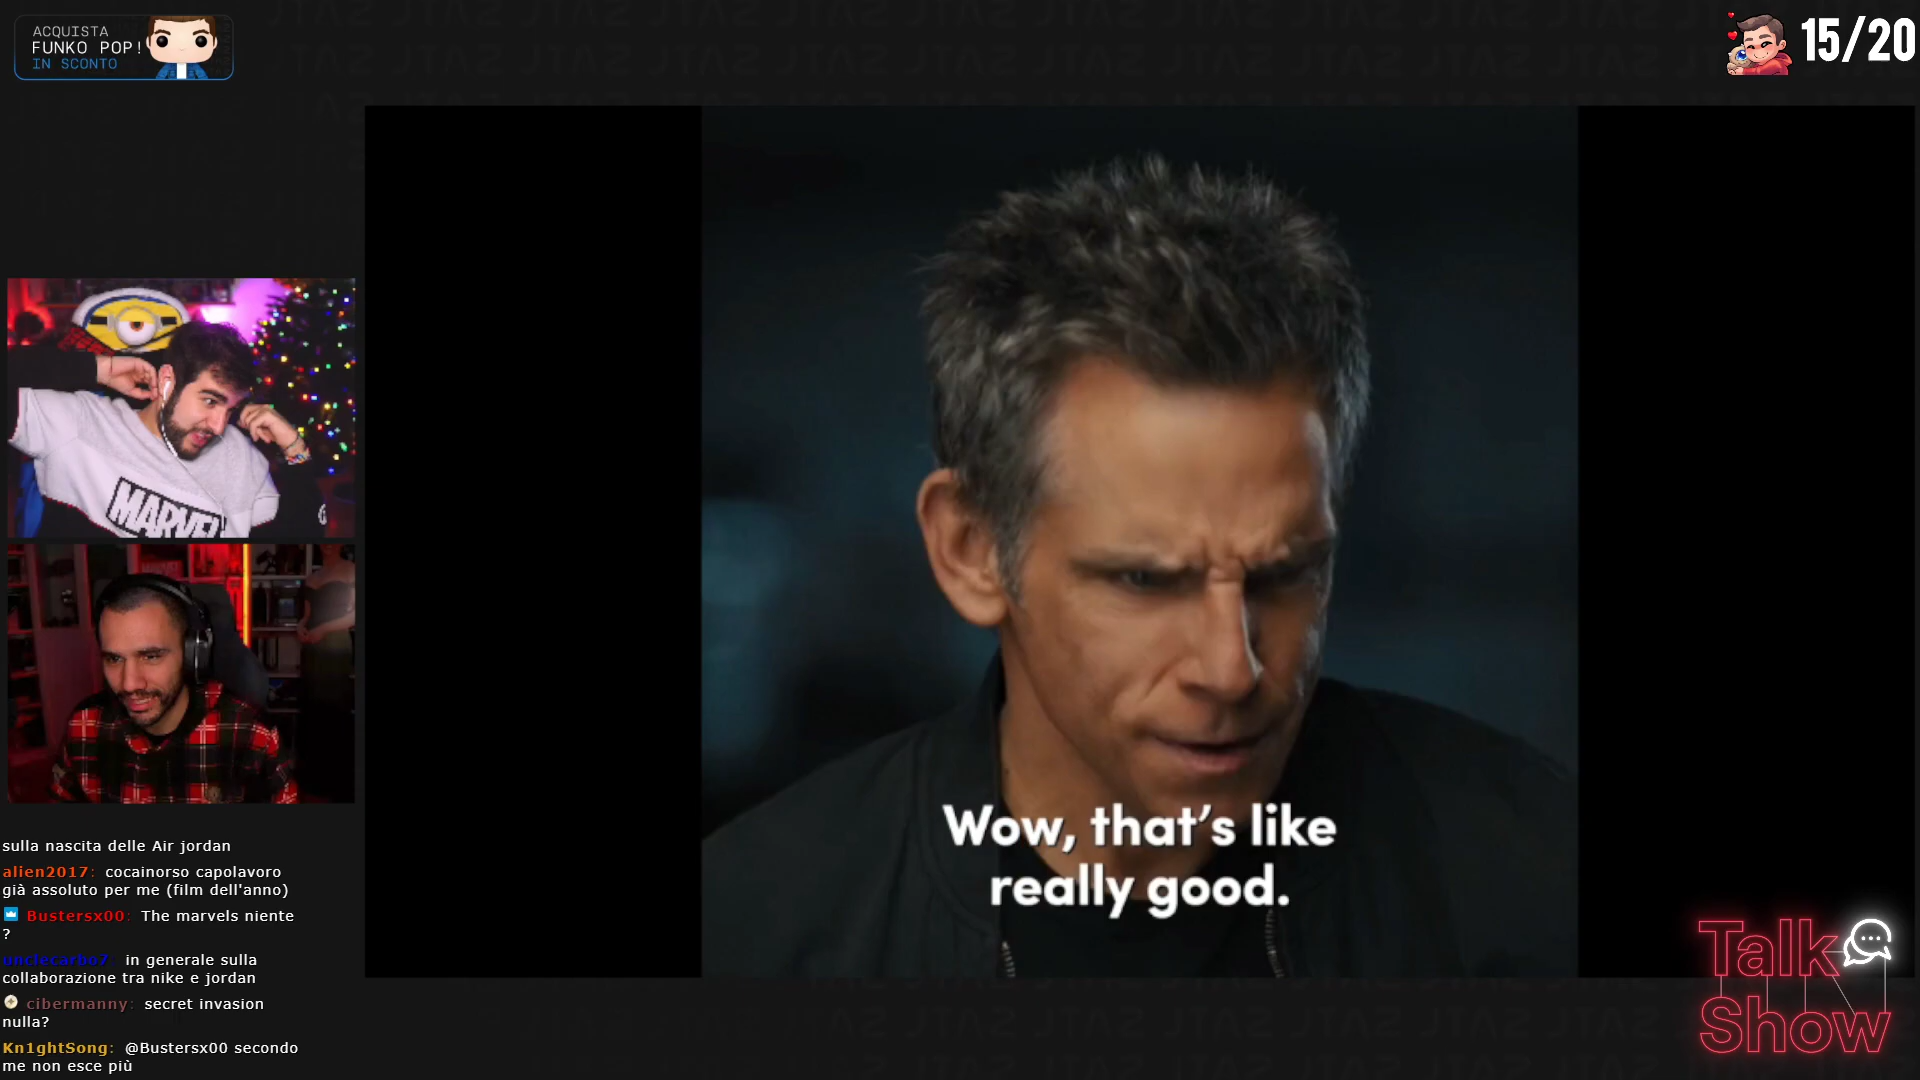 ACQUISTA
FUNKO POP!
IN SCONTO
15/20
MARVEL
Wow, that's like
really good.
sulla nascita delle Air jordan
alien2017: cocainorso capolavoro
già assoluto per me (film dell'anno)
Bustersx00: The marvels niente
?
unclecarbo7: in generale sulla
collaborazione tra nike e jordan
cibermanny: secret invasion
nulla?
Kn1ghtSong: @Bustersx00 secondo
me non esce più
Talk
Show